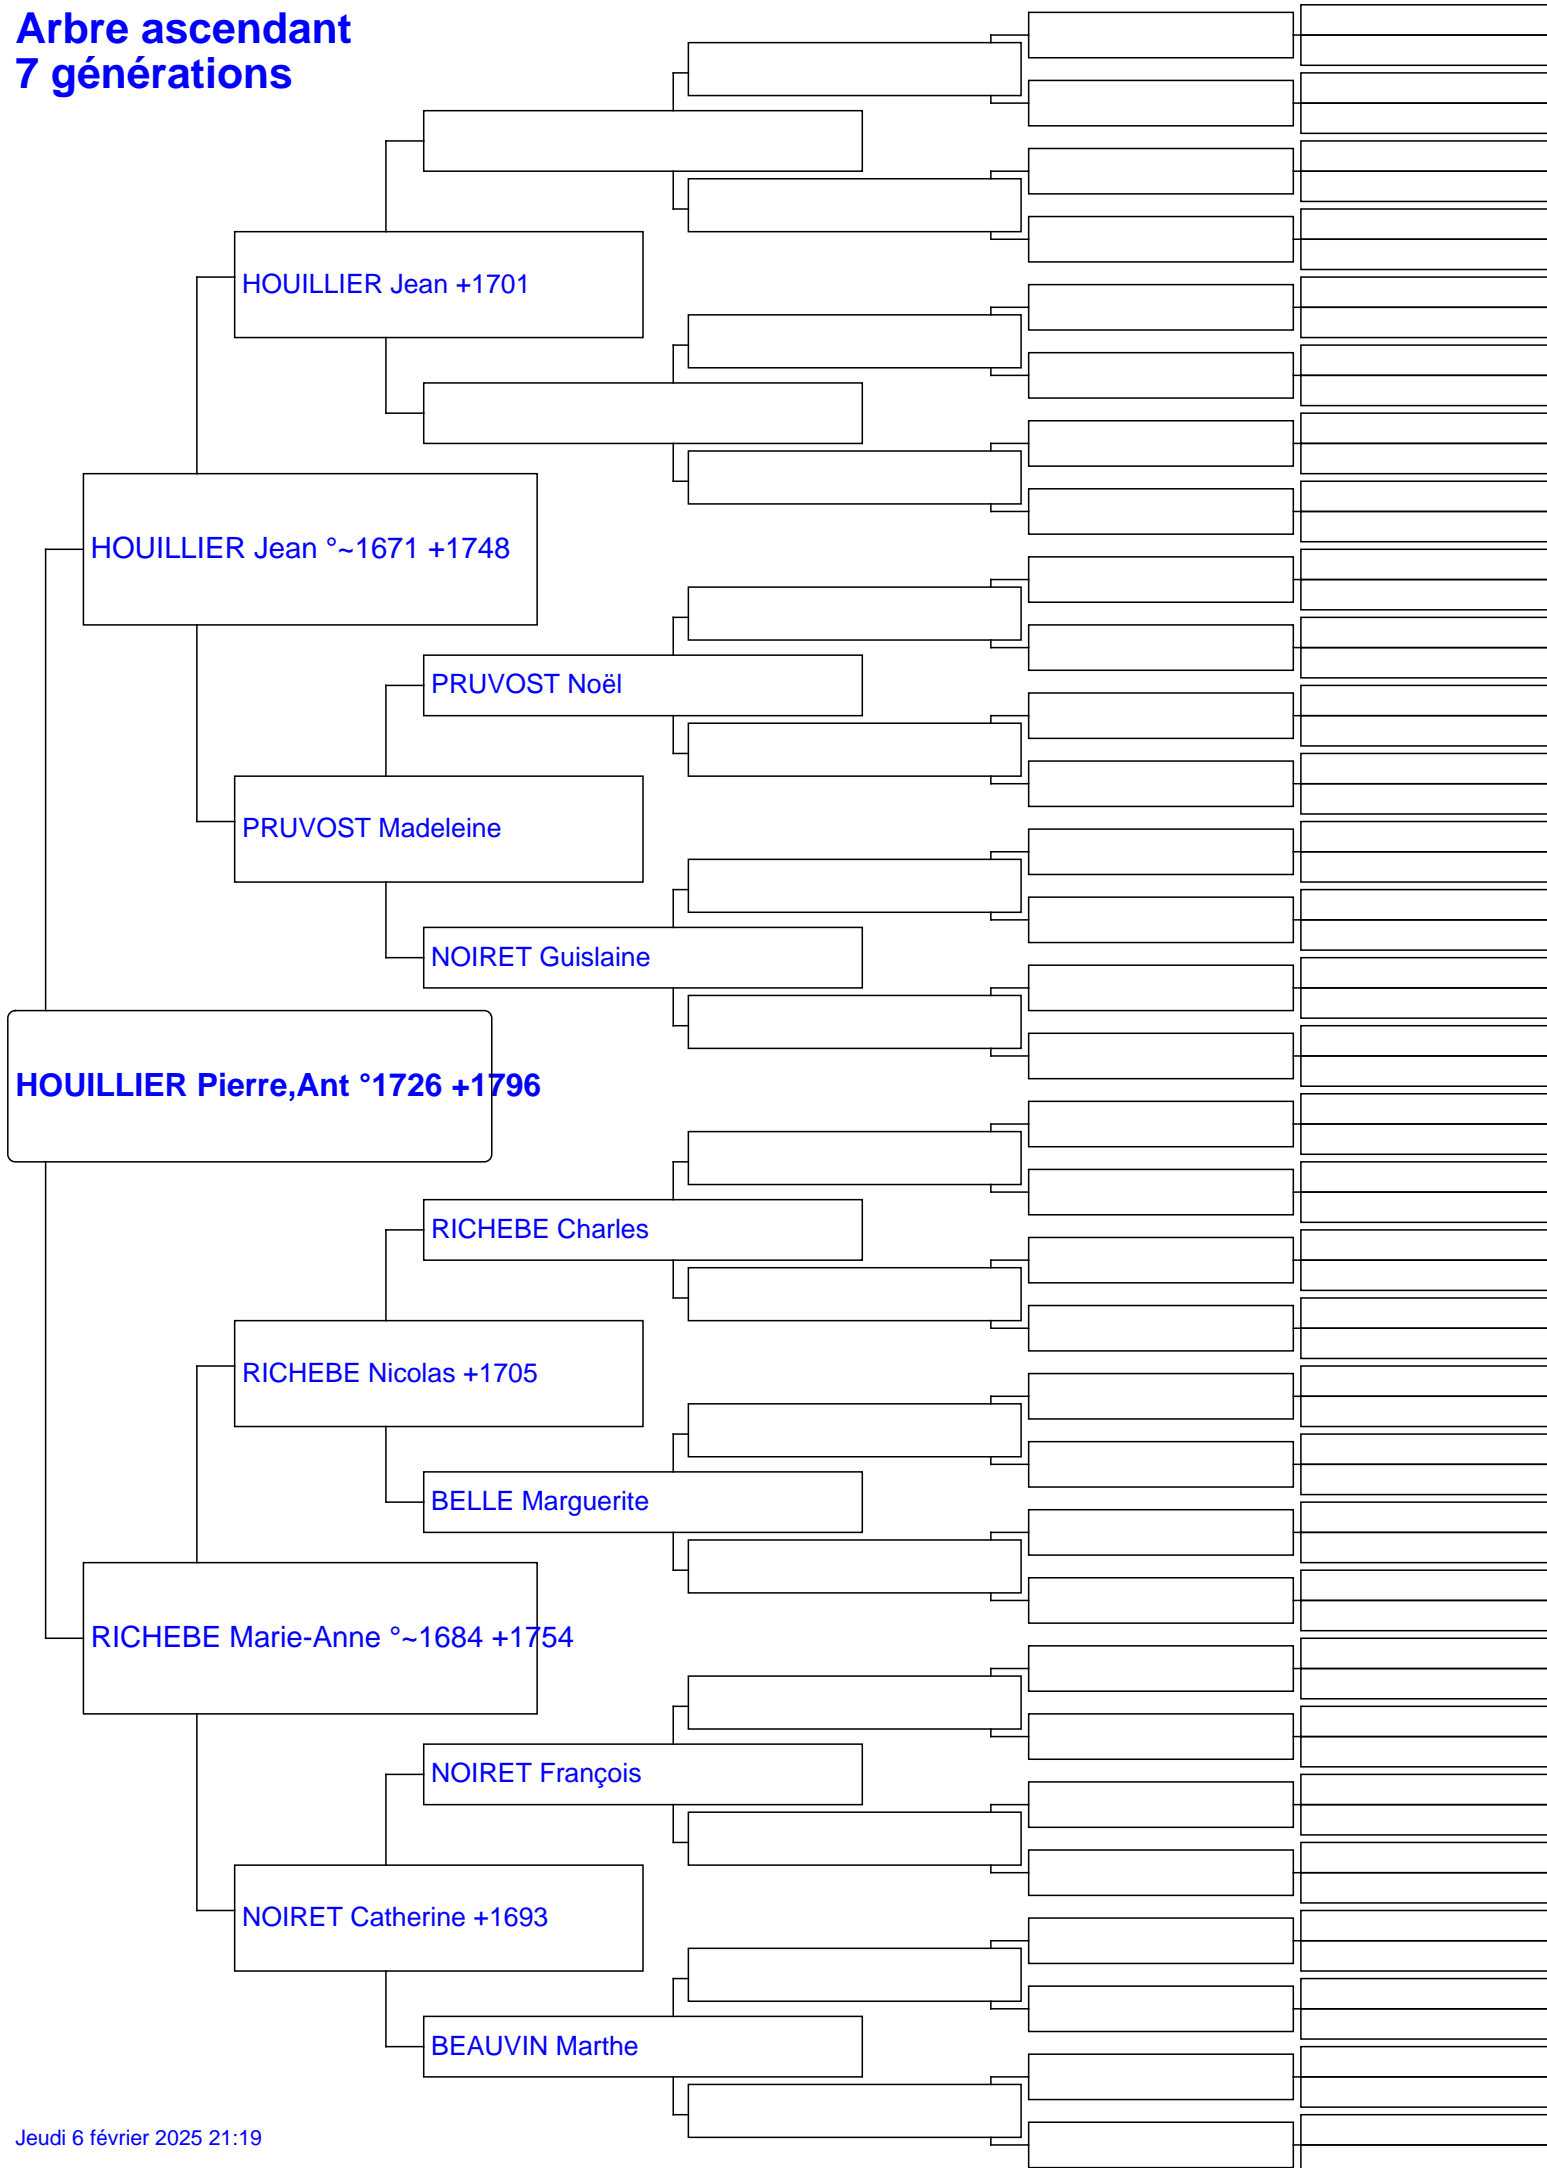 Arbre ascendant
7 générations
HOUILLIER Jean +1701
HOUILLIER Jean °~1671 +1748
PRUVOST Noël
PRUVOST Madeleine
NOIRET Guislaine
HOUILLIER Pierre,Ant °1726 +1796
RICHEBE Charles
RICHEBE Nicolas +1705
BELLE Marguerite
RICHEBE Marie-Anne °~1684 +1754
NOIRET François
NOIRET Catherine +1693
BEAUVIN Marthe
Jeudi 6 février 2025 21:19